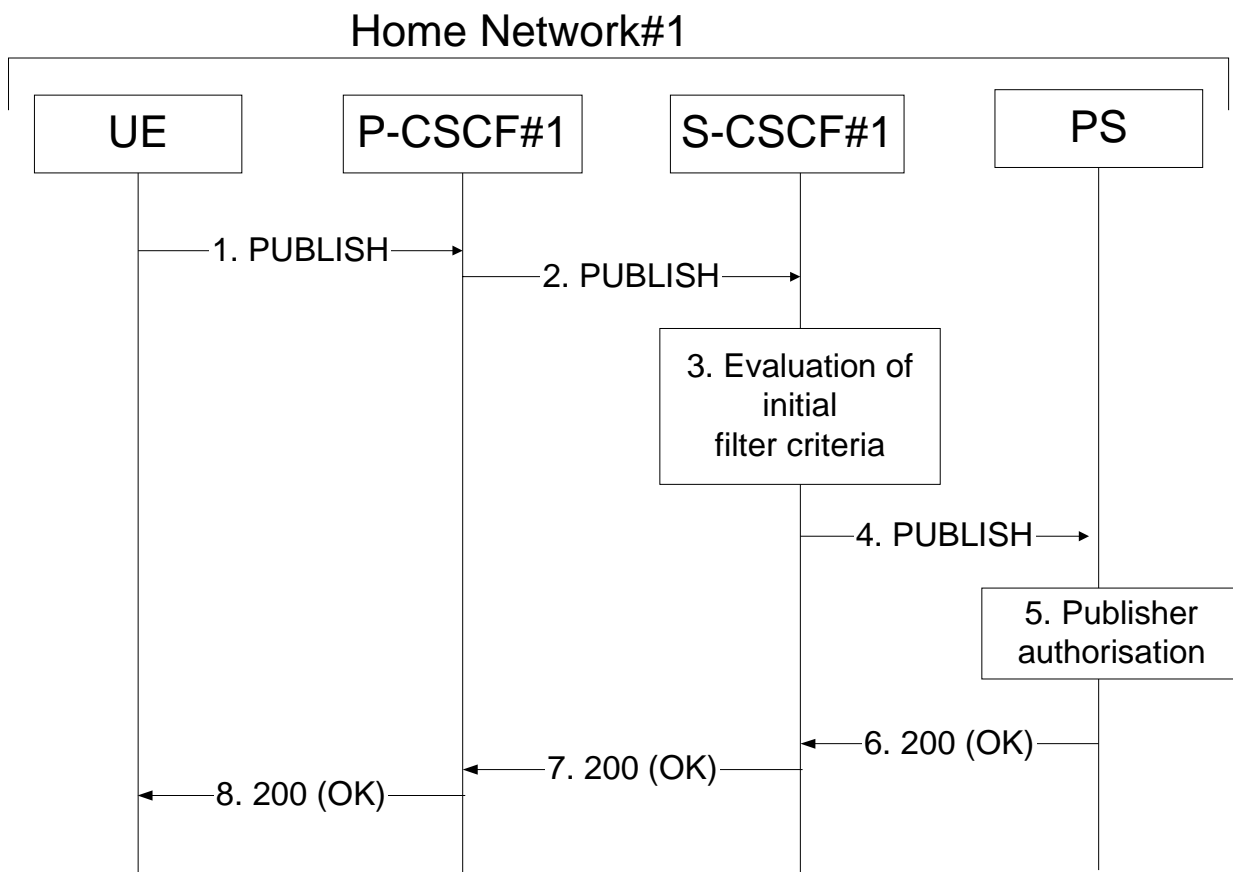 Home Network#1
UE
P-CSCF#1
S-CSCF#1
PS
1. PUBLISH
2. PUBLISH
3. Evaluation of
initial
filter criteria
4. PUBLISH
5. Publisher
authorisation
6. 200 (OK)
7. 200 (OK)
8. 200 (OK)